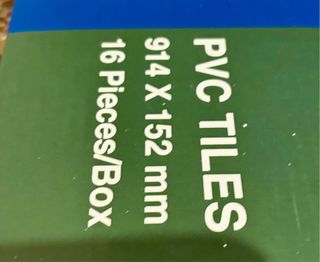 PVC TILES
914 X 152 mm
16 Pieces/Box